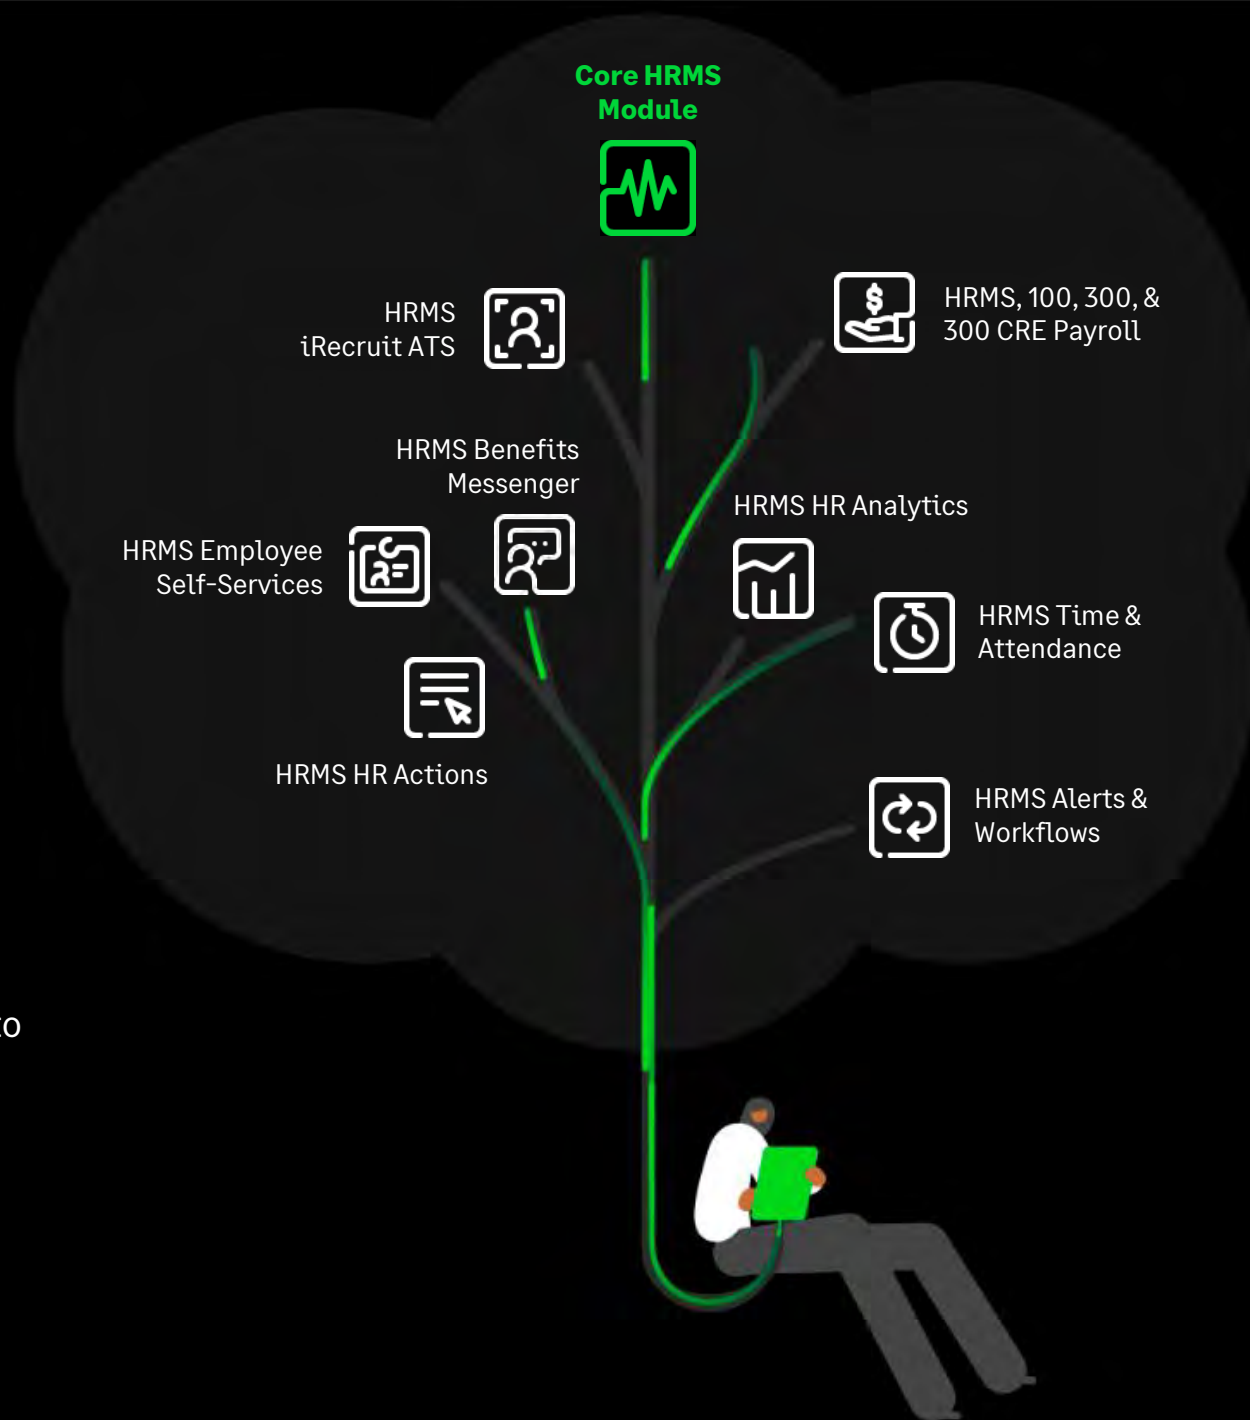 Core HRMS
Module
HRMS
iRecruit ATS
HRMS, 100, 300, &
300 CRE Payroll
HRMS Benefits
Messenger
HRMS HR Analytics
HRMS Employee
Self-Services
HRMS Time &
Attendance
HRMS HR Actions
HRMS Alerts &
Workflows
to